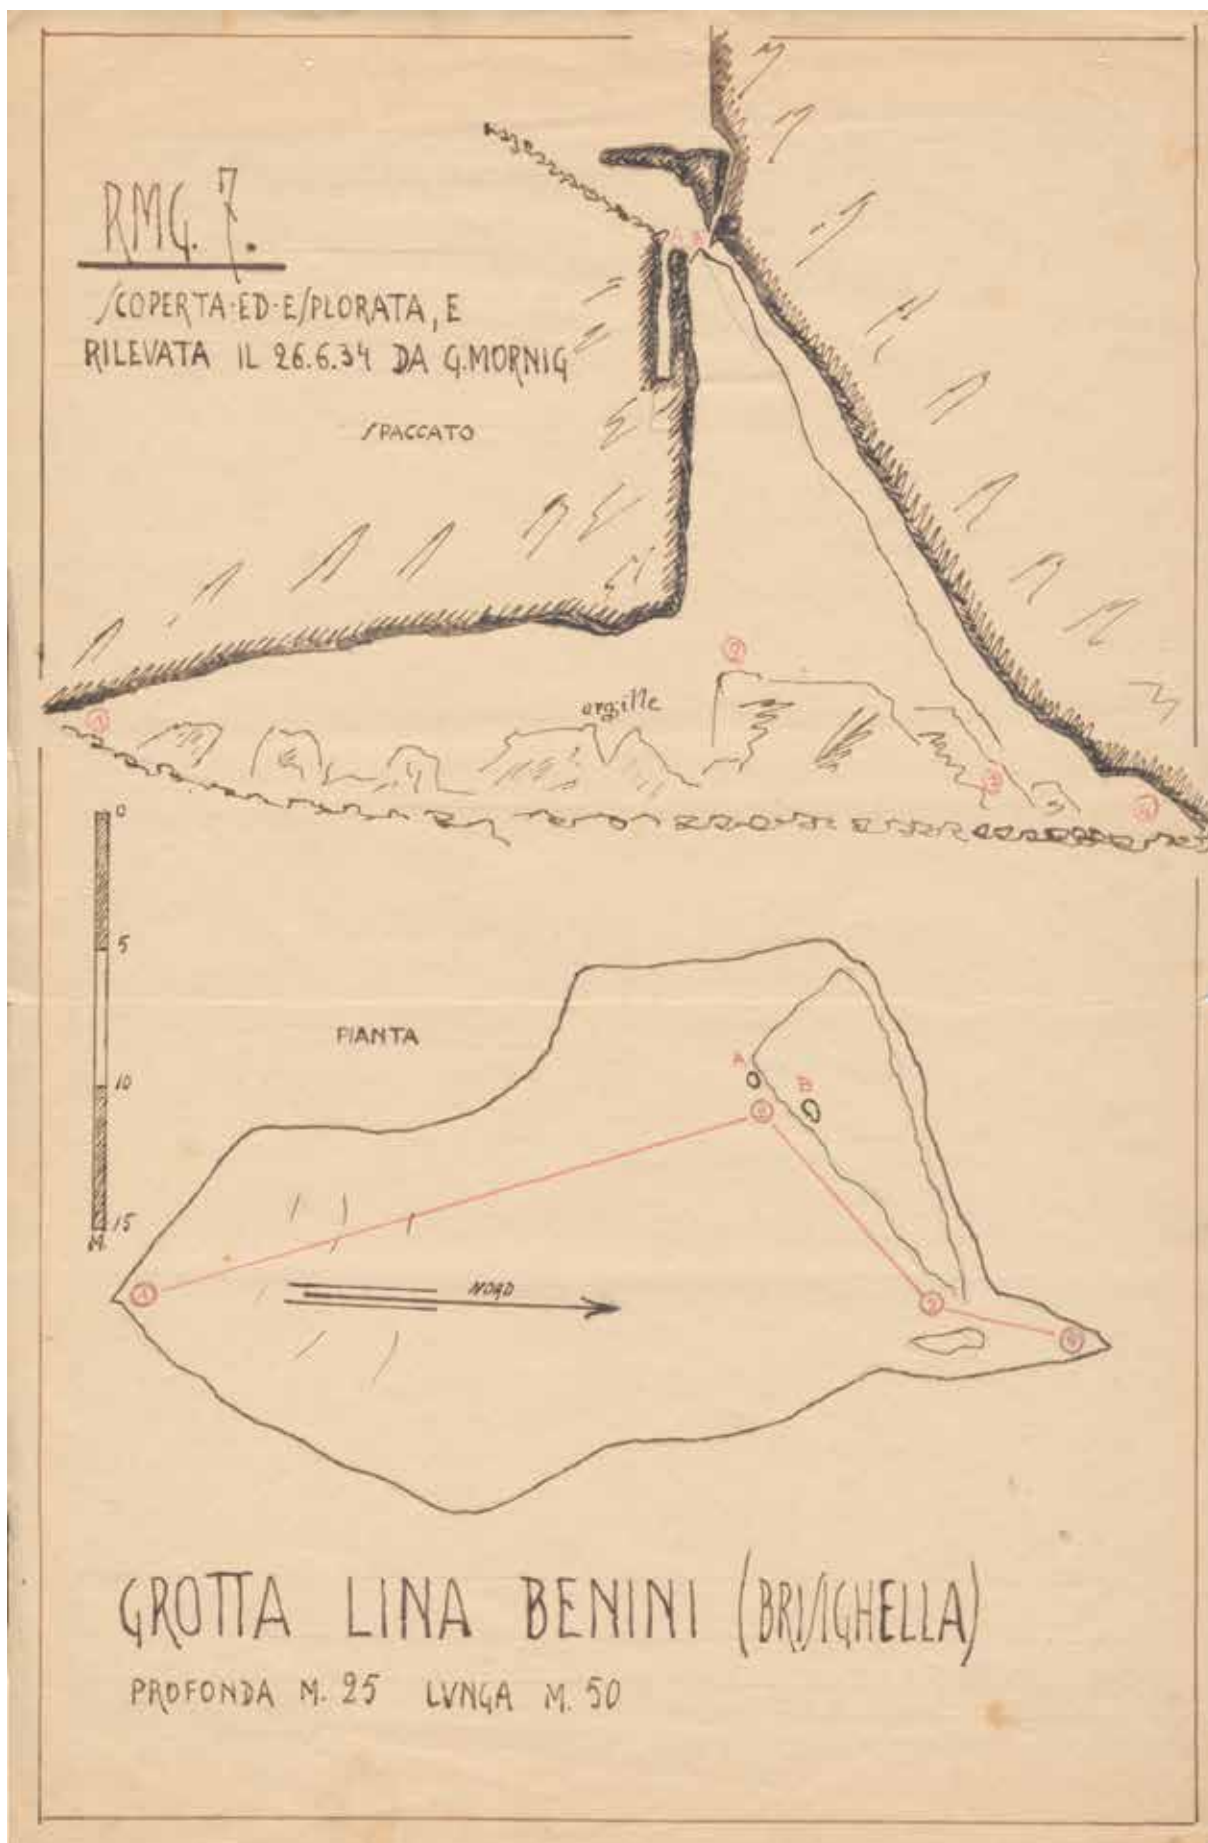 RMG. 7.
SCOPERTA-ED-ESPLORATA, E
RILEVATA IL 26.6.34 DA G. MORNIG
SPACCATO
A B
2
argille
1
3
4
0
5
10
M. 15
PIANTA
A
B
2
NORD
1
3
4
GROTTA LINA BENINI (BRISIGHELLA)
PROFONDA M. 25 LUNGA M. 50